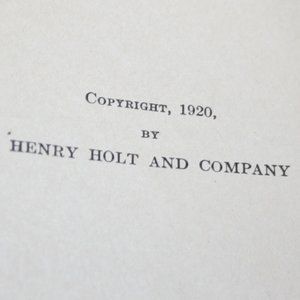 Copyright, 1920,
BY
HENRY HOLT AND COMPANY